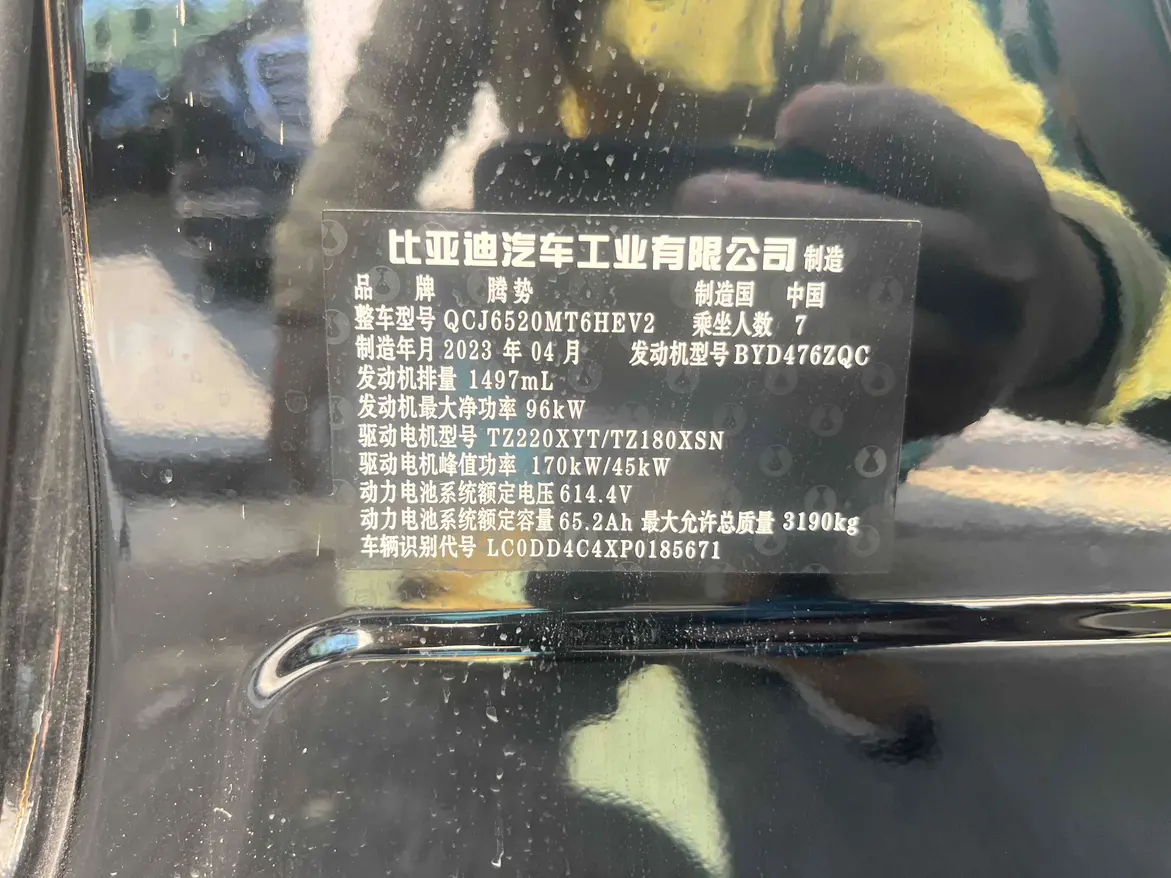 比亚迪汽车工业有限公司 制造
品 牌 腾势 制造国 中国
整车型号 QCJ6520MT6HEV2 乘坐人数 7
制造年月 2023 年 04 月 发动机型号 BYD476ZQC
发动机排量 1497mL
发动机最大净功率 96kW
驱动电机型号 TZ220XYT/TZ180XSN
驱动电机峰值功率 170kW/45kW
动力电池系统额定电压 614.4V
动力电池系统额定容量 65.2Ah 最大允许总质量 3190kg
车辆识别代号 LC0DD4C4XP0185671